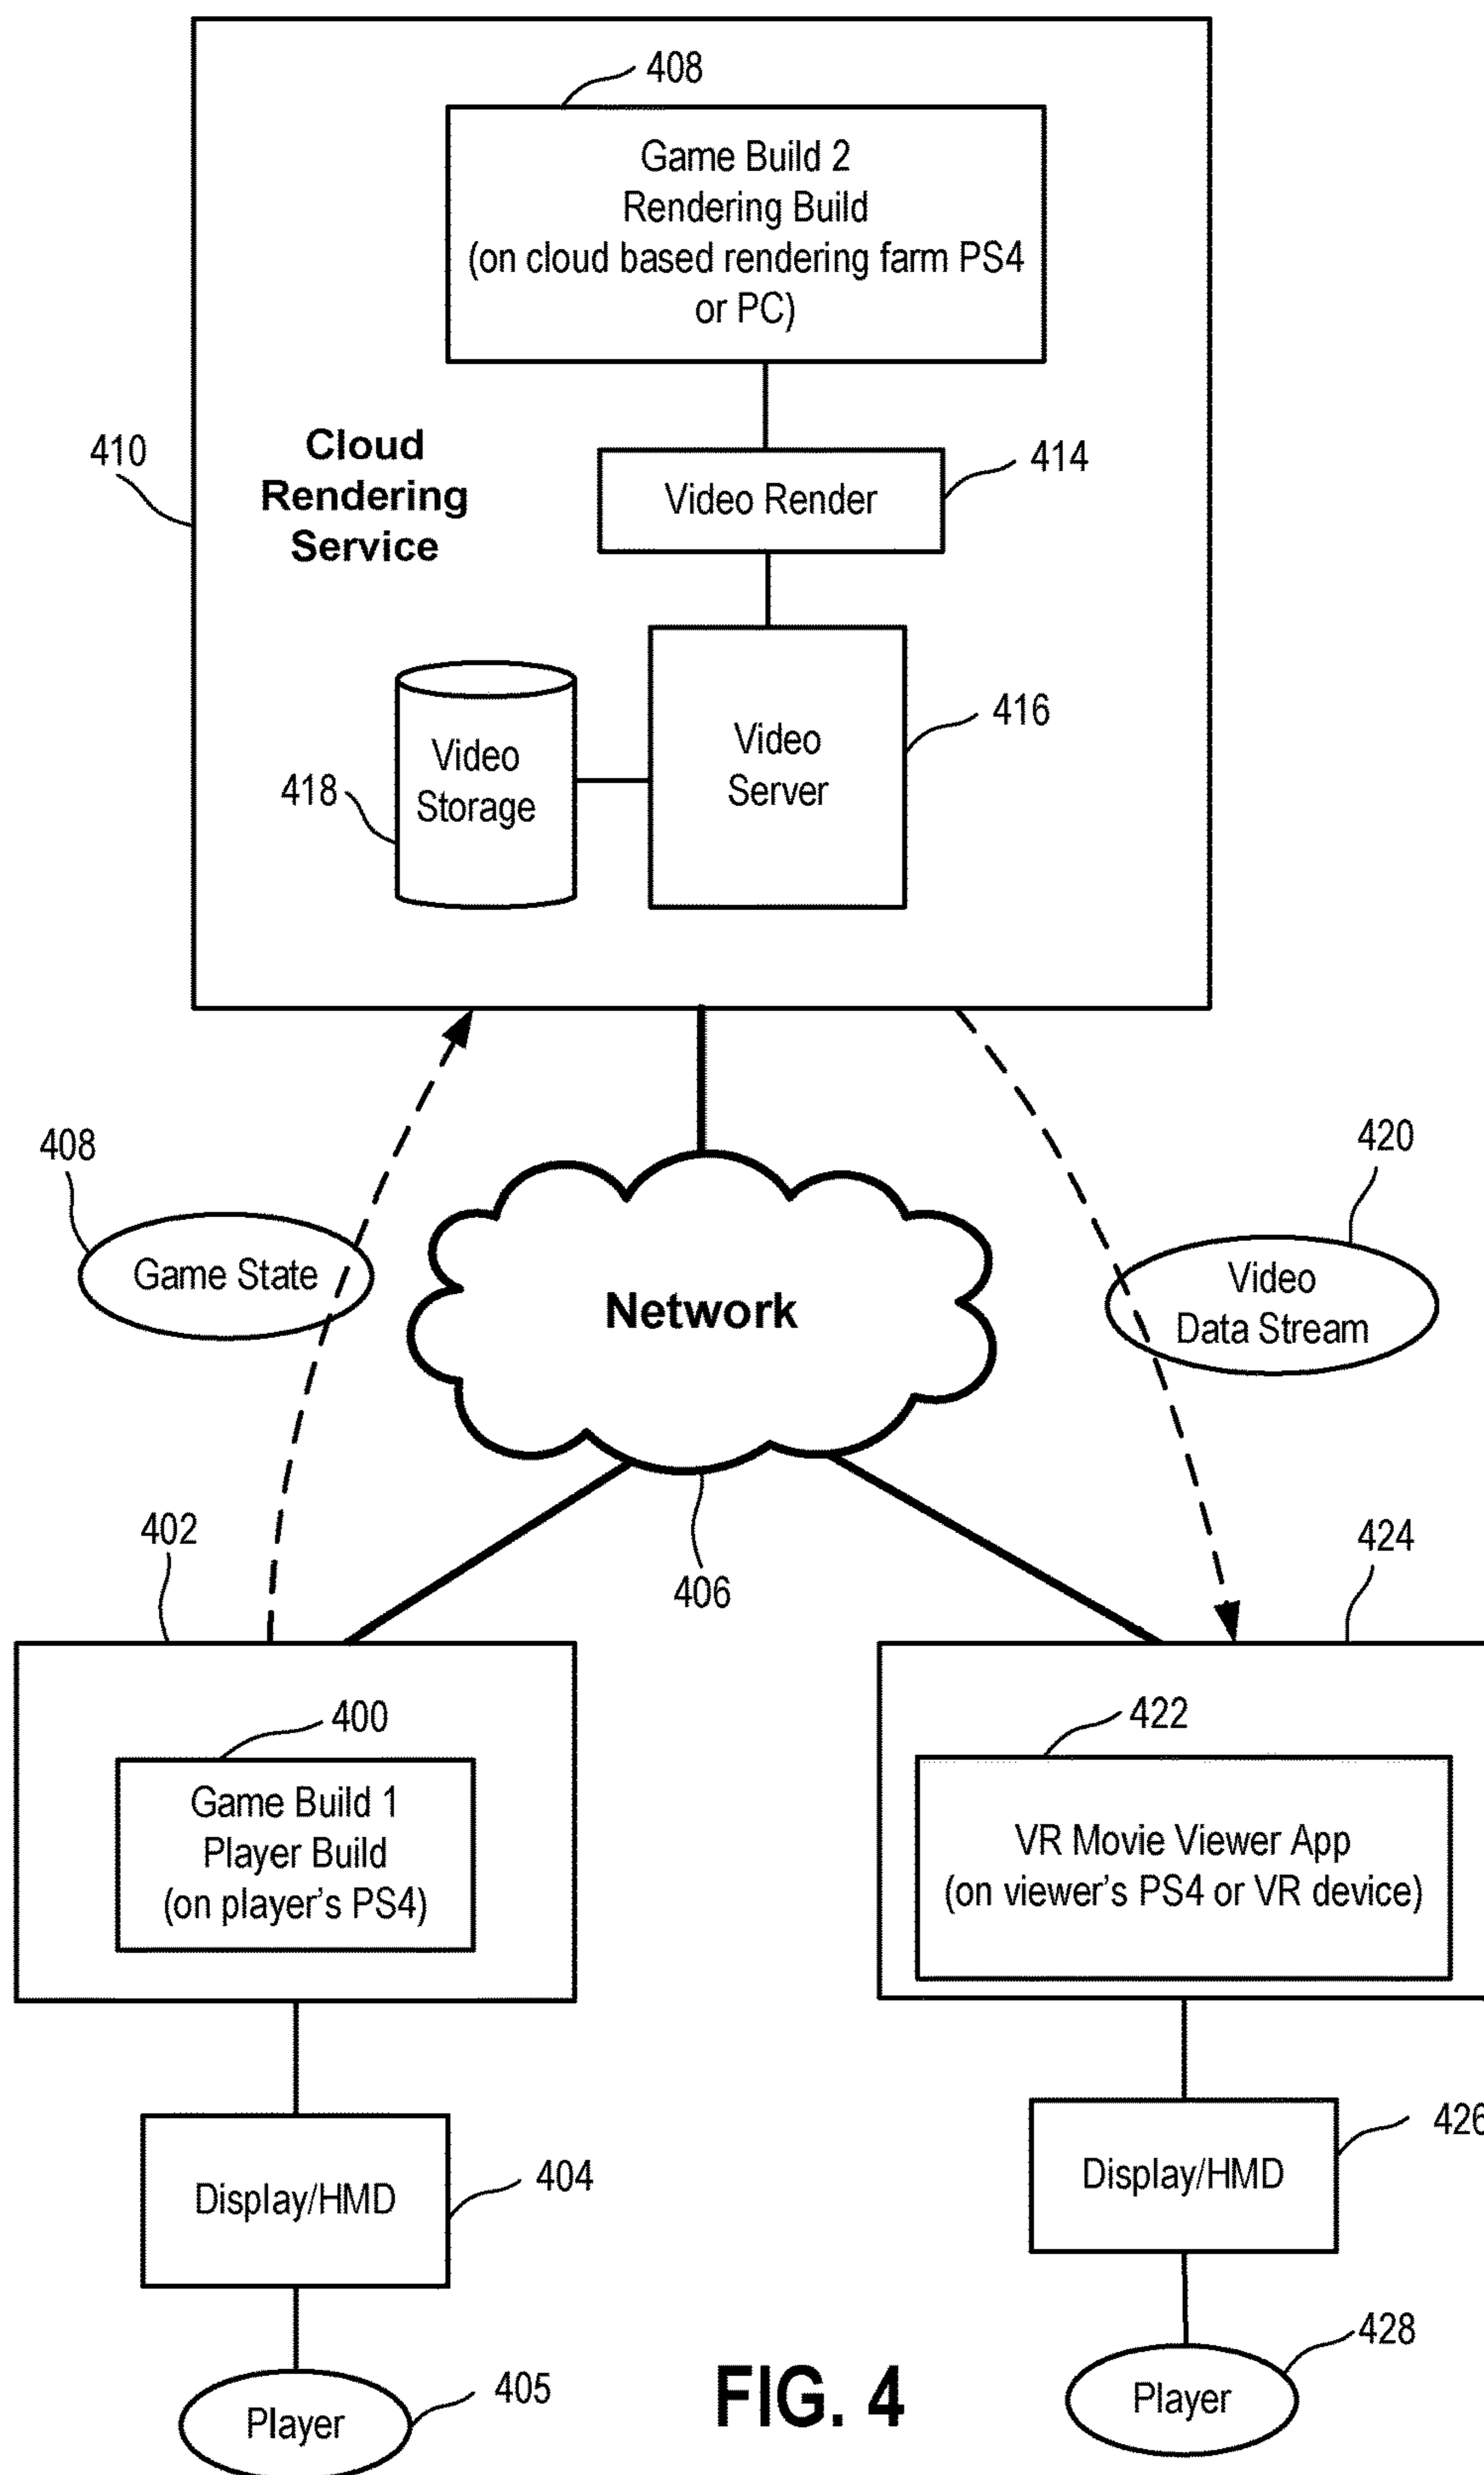 408
Game Build 2
Rendering Build
(on cloud based rendering farm PS4
or PC)
410
Cloud
Rendering
Service
414
Video Render
416
Video
Server
418
Video
Storage
408
Game State
420
Video
Data Stream
Network
406
402
400
Game Build 1
Player Build
(on player's PS4)
424
422
VR Movie Viewer App
(on viewer's PS4 or VR device)
404
Display/HMD
426
Display/HMD
405
Player
428
Player
FIG. 4